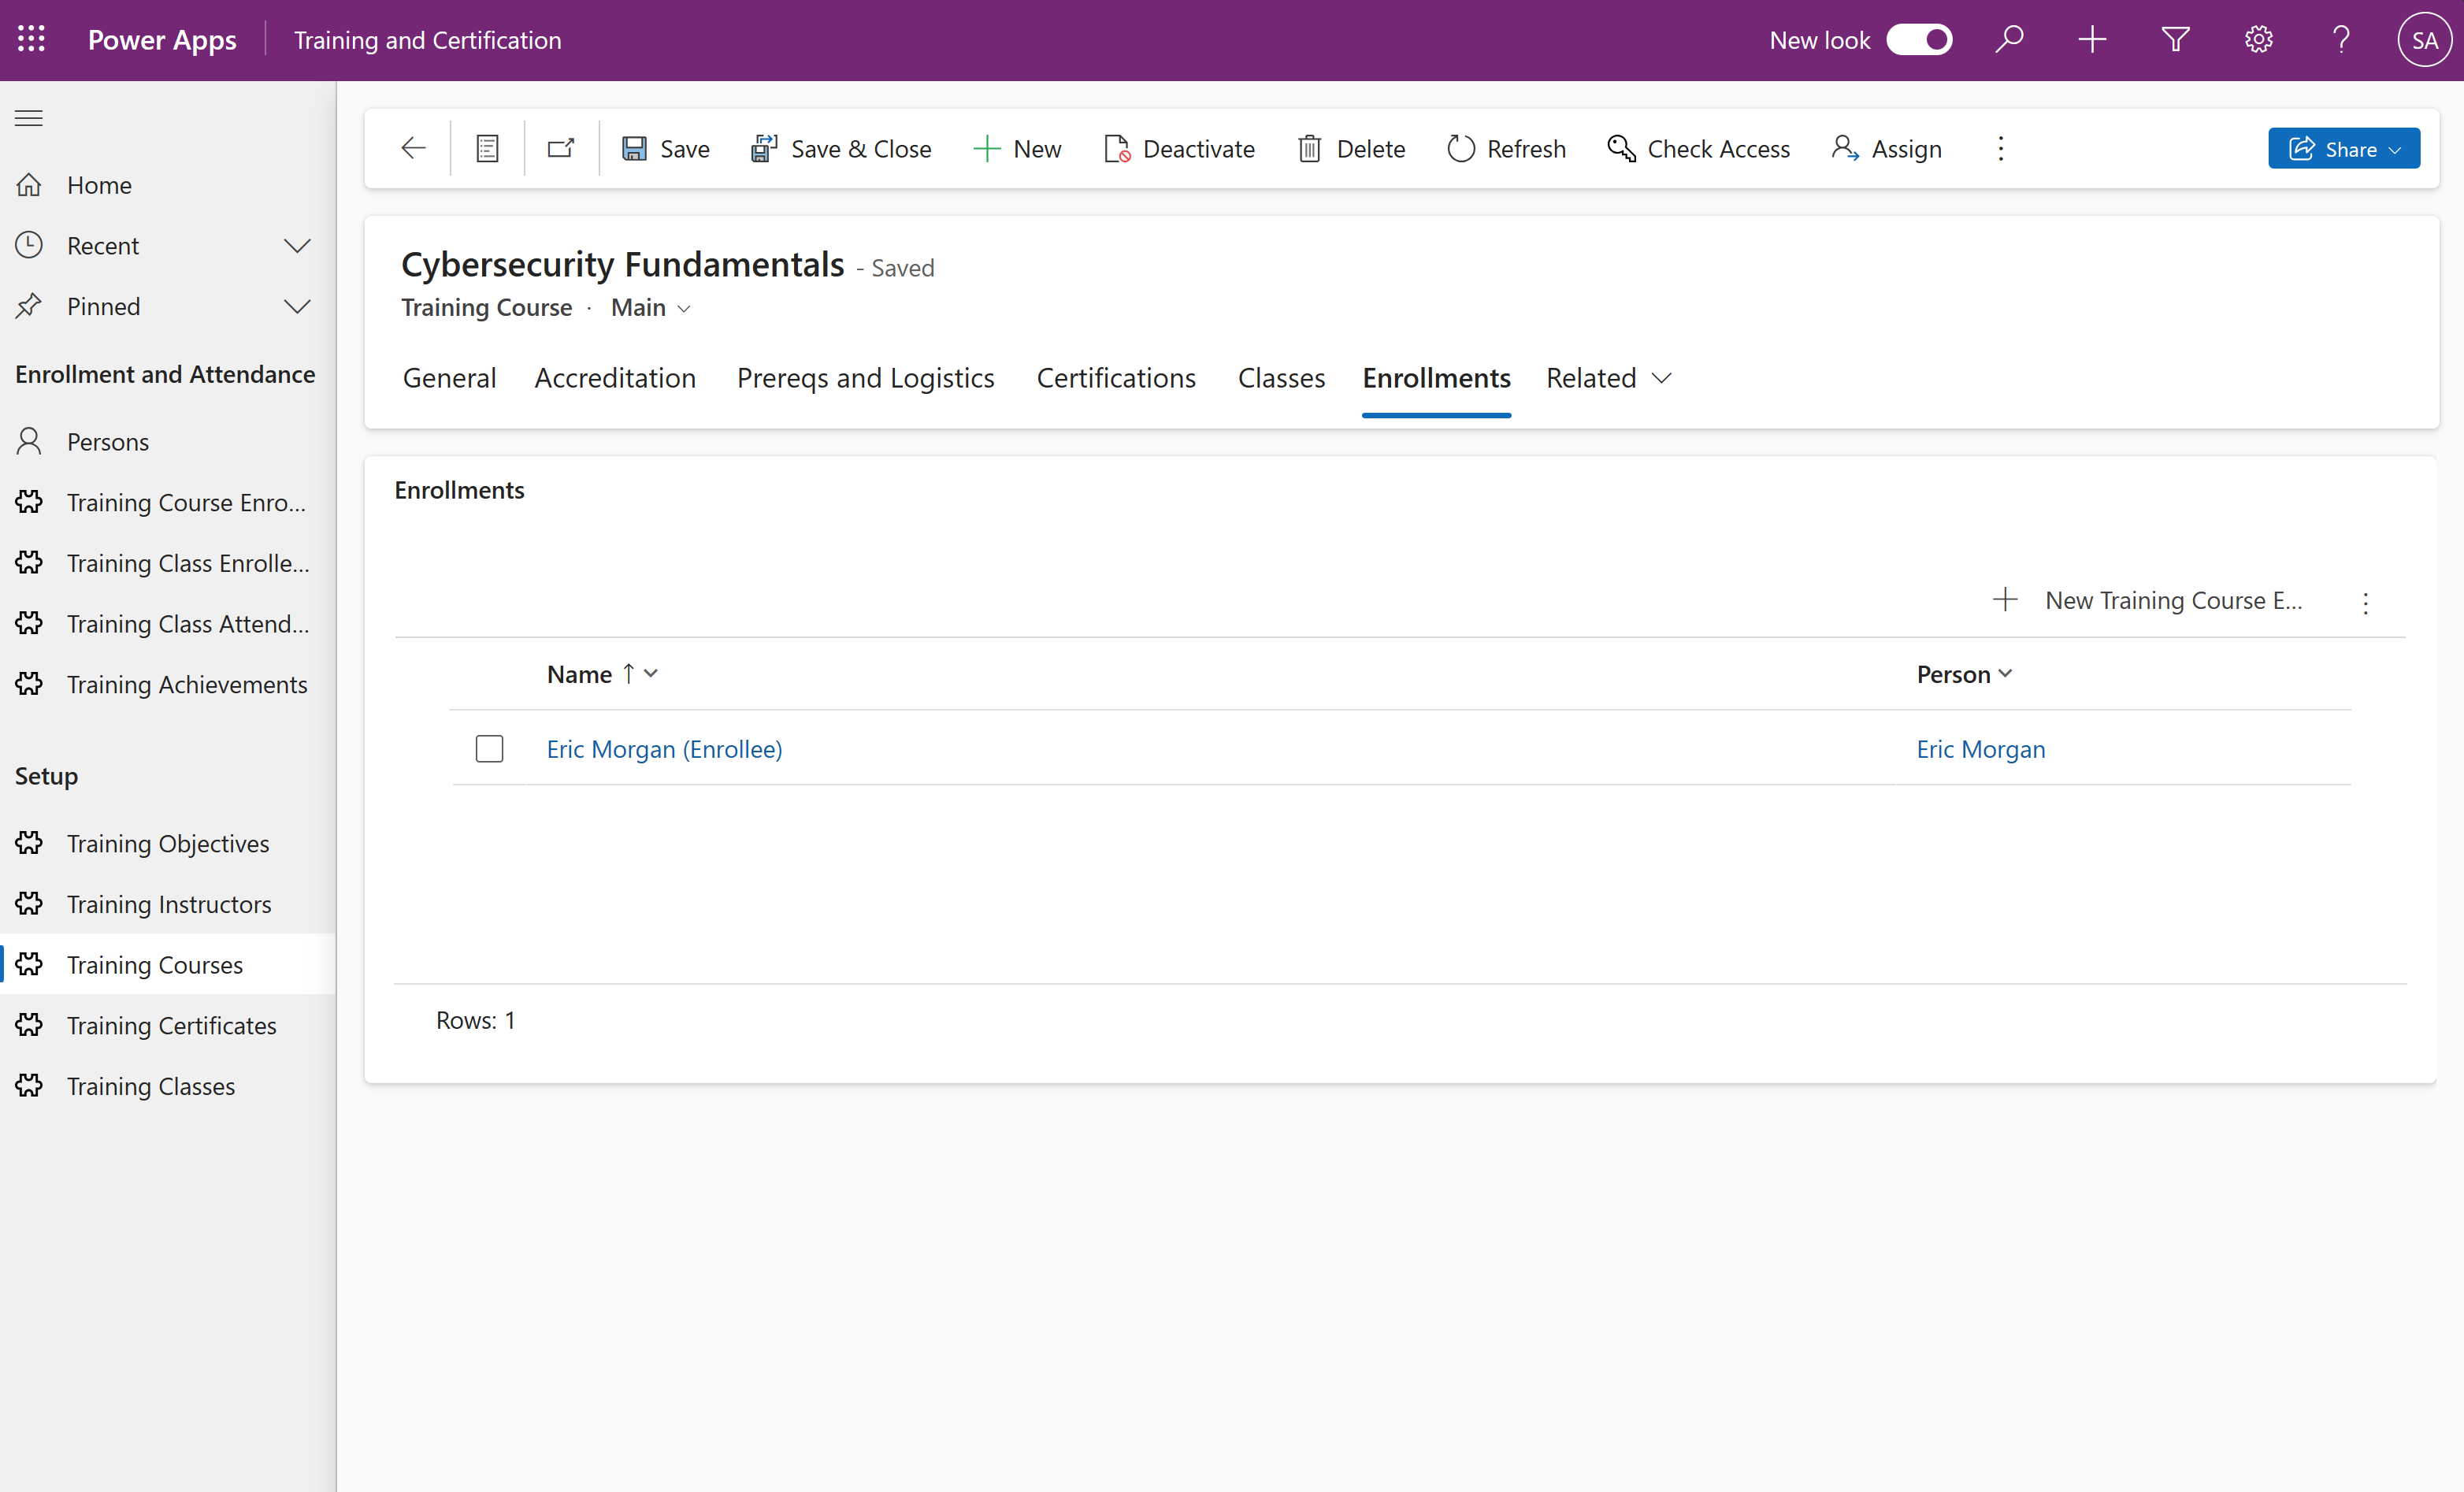 Power Apps
Training and Certification
New look
SA
Home
Recent
Pinned
Enrollment and Attendance
Persons
Training Course Enro...
Training Class Enrolle...
Training Class Attend...
Training Achievements
Setup
Training Objectives
Training Instructors
Training Courses
Training Certificates
Training Classes
Save
Save & Close
New
Deactivate
Delete
Refresh
Check Access
Assign
Share
Cybersecurity Fundamentals - Saved
Training Course · Main
General
Accreditation
Prereqs and Logistics
Certifications
Classes
Enrollments
Related
Enrollments
New Training Course E...
Name ↑
Person
Eric Morgan (Enrollee)
Eric Morgan
Rows: 1